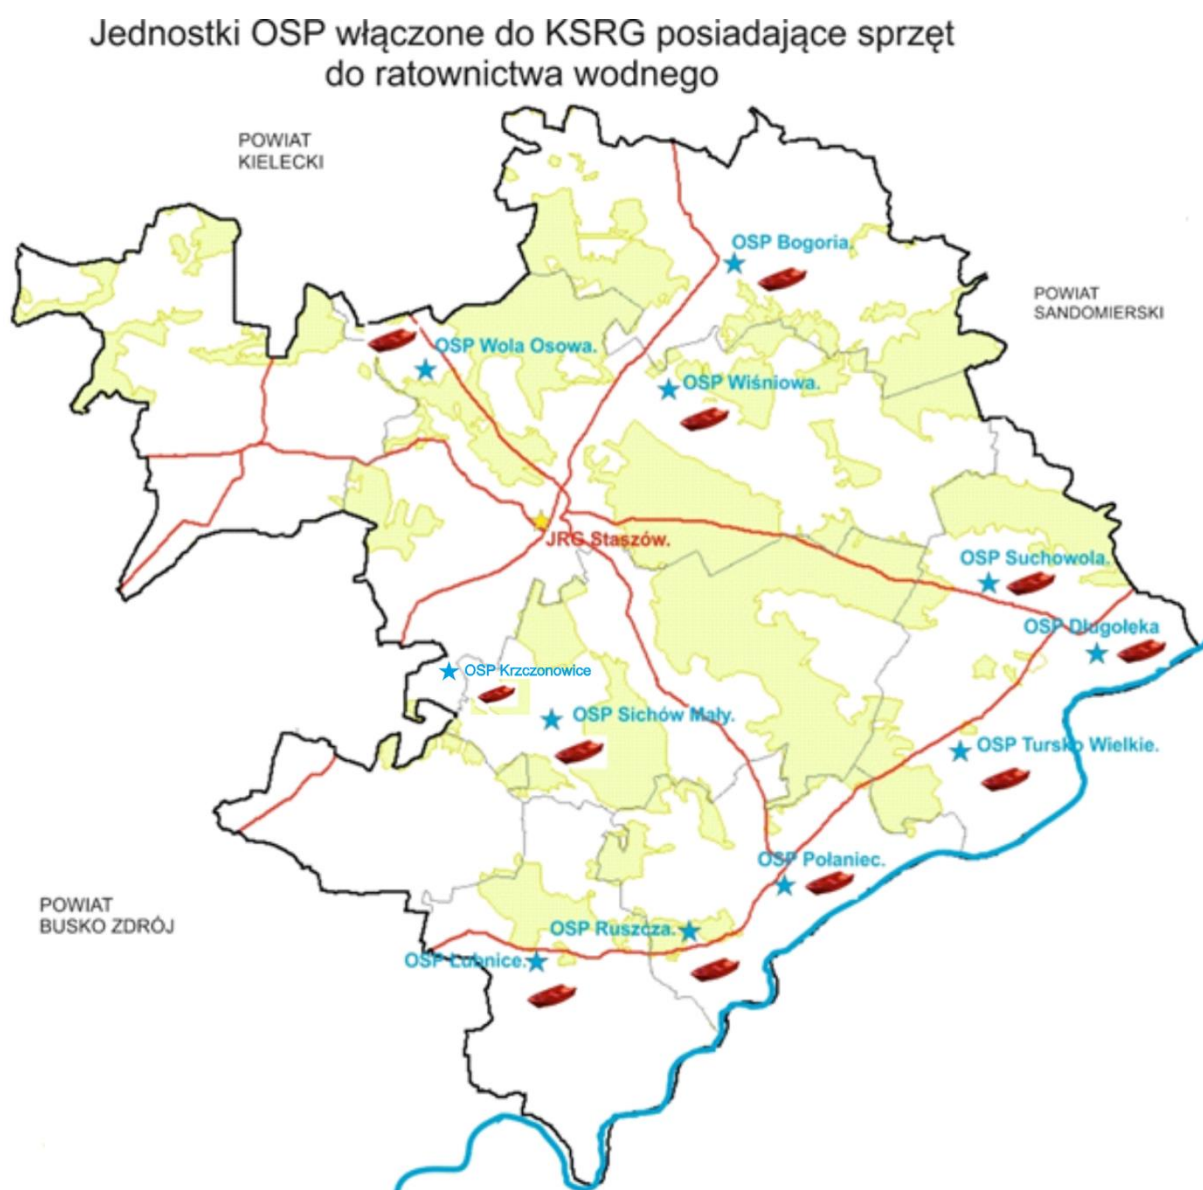 Jednostki OSP włączone do KSRG posiadające sprzęt
do ratownictwa wodnego
POWIAT
KIELECKI
OSP Bogoria.
POWIAT
SANDOMIERSKI
OSP Wola Osowa.
OSP Wiśniowa.
JRG Staszów.
OSP Suchowola.
OSP Długołeka
OSP Krzczonowice
OSP Sichów Mały.
OSP Tursko Wielkie.
OSP Połaniec.
POWIAT
BUSKO ZDRÓJ
OSP Ruszcza.
OSP Łubnice.